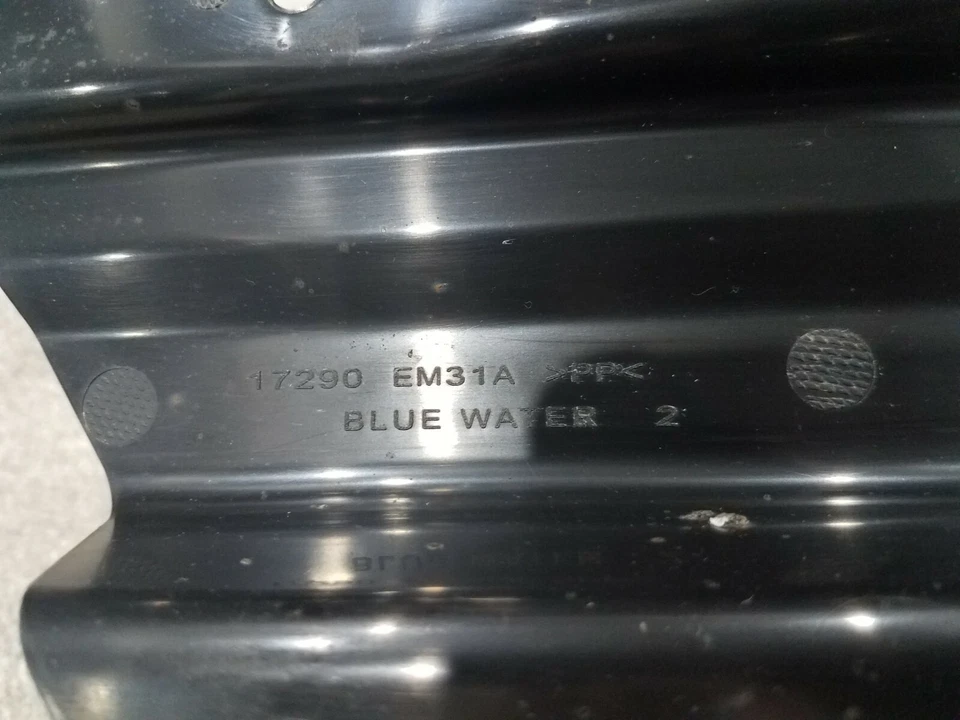 17290 EM31A >PP<
BLUE WATER 2